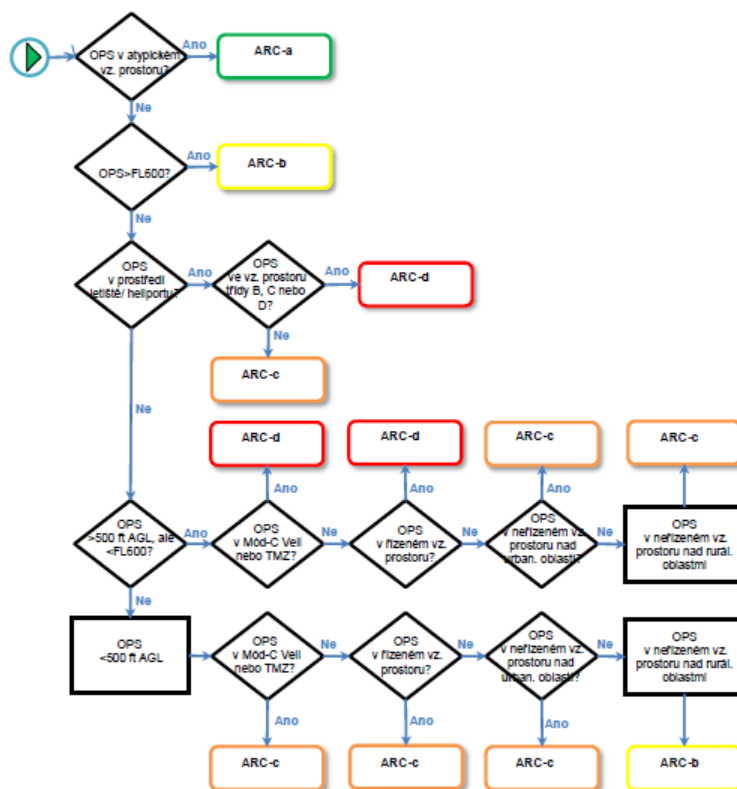 OPS v atypickém
vz. prostoru?
Ano
ARC-a
Ne
OPS>FL600?
Ano
ARC-b
Ne
OPS
v prostředí
letiště/ heliportu?
Ano
OPS
ve vz. prostoru
třídy B, C nebo
D?
Ano
ARC-d
Ne
ARC-c
Ne
ARC-d
ARC-d
ARC-c
ARC-c
Ano
Ano
Ano
OPS
>500 ft AGL, ale
<FL600?
Ano
OPS
v Mód-C Veil
nebo TMZ?
Ne
OPS
v řízeném vz.
prostoru?
Ne
OPS
v neřízeném vz.
prostoru nad
urban. oblastí?
Ne
OPS
v neřízeném vz.
prostoru nad rurál.
oblastmi
Ne
OPS
<500 ft AGL
OPS
v Mód-C Veil
nebo TMZ?
Ne
OPS
v řízeném vz.
prostoru?
Ne
OPS
v neřízeném vz.
prostoru nad
urban. oblastí?
Ne
OPS
v neřízeném vz.
prostoru nad rurál.
oblastmi
Ano
Ano
Ano
ARC-c
ARC-c
ARC-c
ARC-b